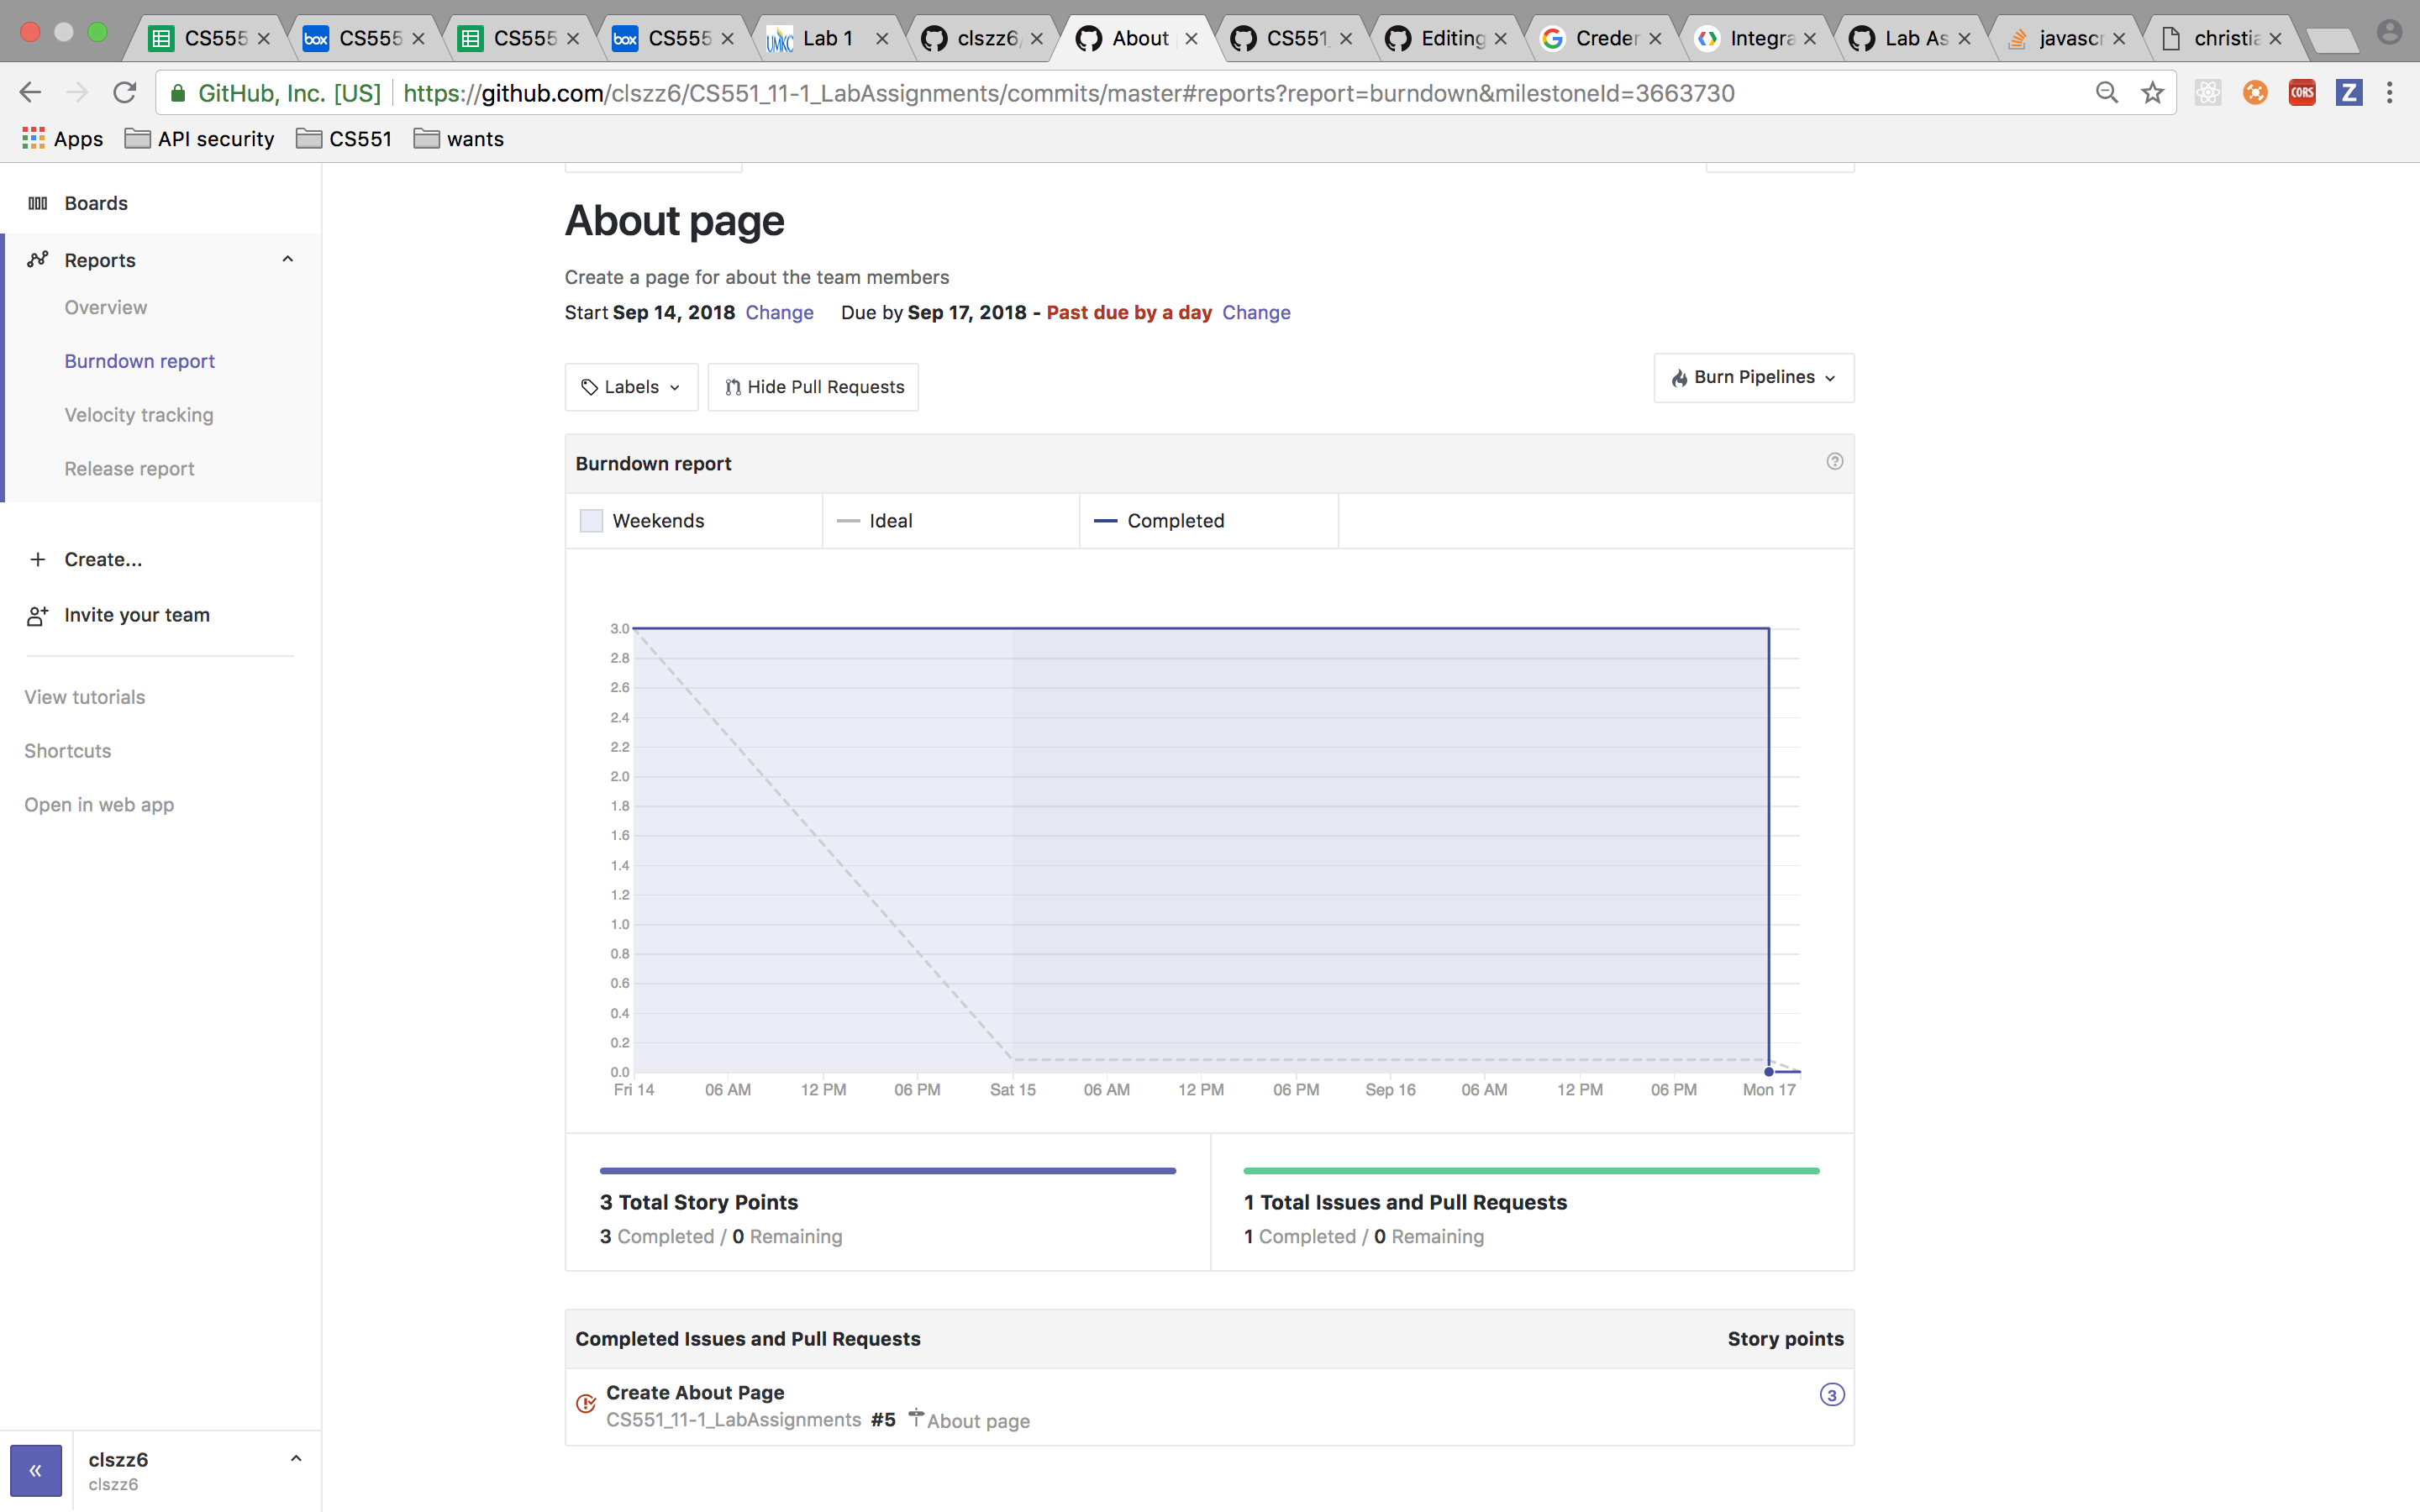 CS555 CS555 CS555 CS555 Lab 1 clszz6, About CS551_ Editing Creder Integra Lab As javascr christia
GitHub, Inc. [US] https://github.com/clszz6/CS551_11-1_LabAssignments/commits/master#reports?report=burndown&milestoneId=3663730
Apps API security CS551 wants
Boards
Reports
Overview
Burndown report
Velocity tracking
Release report
Create...
Invite your team
View tutorials
Shortcuts
Open in web app
clszz6
clszz6
About page
Create a page for about the team members
Start Sep 14, 2018 Change Due by Sep 17, 2018 - Past due by a day Change
Labels Hide Pull Requests Burn Pipelines
Burndown report
Weekends Ideal Completed
3.0
2.8
2.6
2.4
2.2
2.0
1.8
1.6
1.4
1.2
1.0
0.8
0.6
0.4
0.2
0.0
Fri 14 06 AM 12 PM 06 PM Sat 15 06 AM 12 PM 06 PM Sep 16 06 AM 12 PM 06 PM Mon 17
3 Total Story Points
3 Completed / 0 Remaining
1 Total Issues and Pull Requests
1 Completed / 0 Remaining
Completed Issues and Pull Requests Story points
Create About Page 3
CS551_11-1_LabAssignments #5 About page